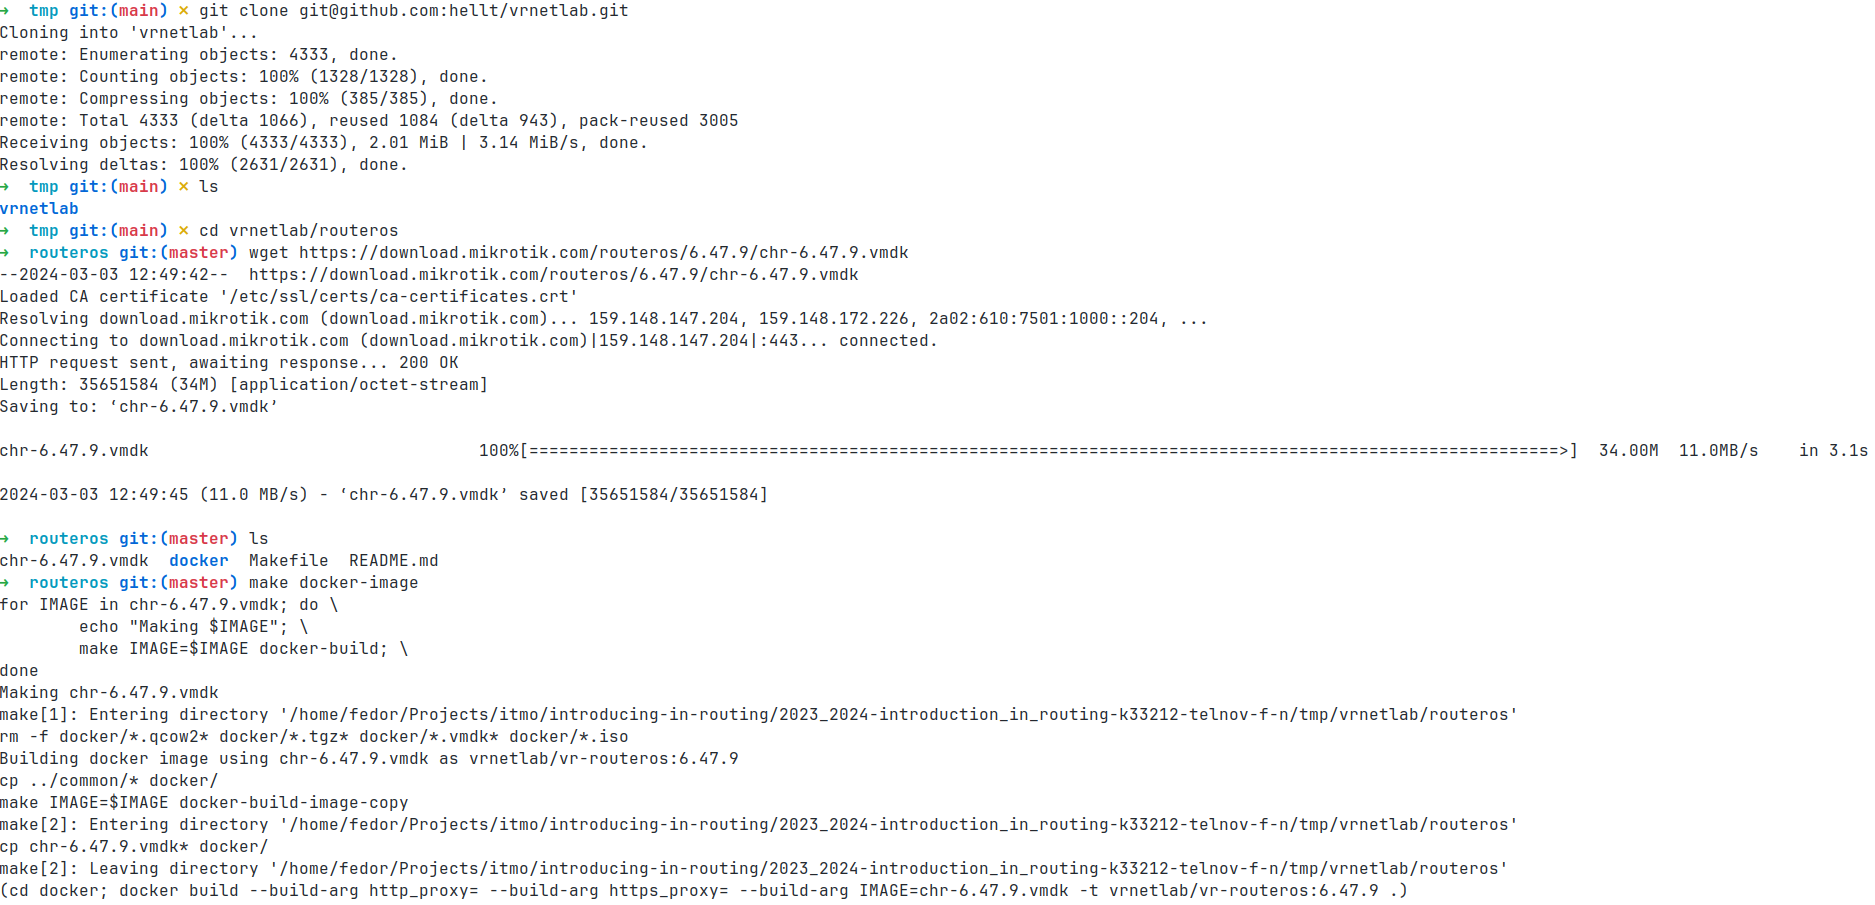 →  tmp git:(main) × git clone git@github.com:hellt/vrnetlab.git
Cloning into 'vrnetlab'...
remote: Enumerating objects: 4333, done.
remote: Counting objects: 100% (1328/1328), done.
remote: Compressing objects: 100% (385/385), done.
remote: Total 4333 (delta 1066), reused 1084 (delta 943), pack-reused 3005
Receiving objects: 100% (4333/4333), 2.01 MiB | 3.14 MiB/s, done.
Resolving deltas: 100% (2631/2631), done.
→  tmp git:(main) × ls
vrnetlab
→  tmp git:(main) × cd vrnetlab/routeros
→  routeros git:(master) wget https://download.mikrotik.com/routeros/6.47.9/chr-6.47.9.vmdk
--2024-03-03 12:49:42--  https://download.mikrotik.com/routeros/6.47.9/chr-6.47.9.vmdk
Loaded CA certificate '/etc/ssl/certs/ca-certificates.crt'
Resolving download.mikrotik.com (download.mikrotik.com)... 159.148.147.204, 159.148.172.226, 2a02:610:7501:1000::204, ...
Connecting to download.mikrotik.com (download.mikrotik.com)|159.148.147.204|:443... connected.
HTTP request sent, awaiting response... 200 OK
Length: 35651584 (34M) [application/octet-stream]
Saving to: ‘chr-6.47.9.vmdk’
chr-6.47.9.vmdk                                 100%[=======================================================================================================>]  34.00M  11.0MB/s    in 3.1s
2024-03-03 12:49:45 (11.0 MB/s) - ‘chr-6.47.9.vmdk’ saved [35651584/35651584]
→  routeros git:(master) ls
chr-6.47.9.vmdk  docker  Makefile  README.md
→  routeros git:(master) make docker-image
for IMAGE in chr-6.47.9.vmdk; do \
        echo "Making $IMAGE"; \
        make IMAGE=$IMAGE docker-build; \
done
Making chr-6.47.9.vmdk
make[1]: Entering directory '/home/fedor/Projects/itmo/introducing-in-routing/2023_2024-introduction_in_routing-k33212-telnov-f-n/tmp/vrnetlab/routeros'
rm -f docker/*.qcow2* docker/*.tgz* docker/*.vmdk* docker/*.iso
Building docker image using chr-6.47.9.vmdk as vrnetlab/vr-routeros:6.47.9
cp ../common/* docker/
make IMAGE=$IMAGE docker-build-image-copy
make[2]: Entering directory '/home/fedor/Projects/itmo/introducing-in-routing/2023_2024-introduction_in_routing-k33212-telnov-f-n/tmp/vrnetlab/routeros'
cp chr-6.47.9.vmdk* docker/
make[2]: Leaving directory '/home/fedor/Projects/itmo/introducing-in-routing/2023_2024-introduction_in_routing-k33212-telnov-f-n/tmp/vrnetlab/routeros'
(cd docker; docker build --build-arg http_proxy= --build-arg https_proxy= --build-arg IMAGE=chr-6.47.9.vmdk -t vrnetlab/vr-routeros:6.47.9 .)